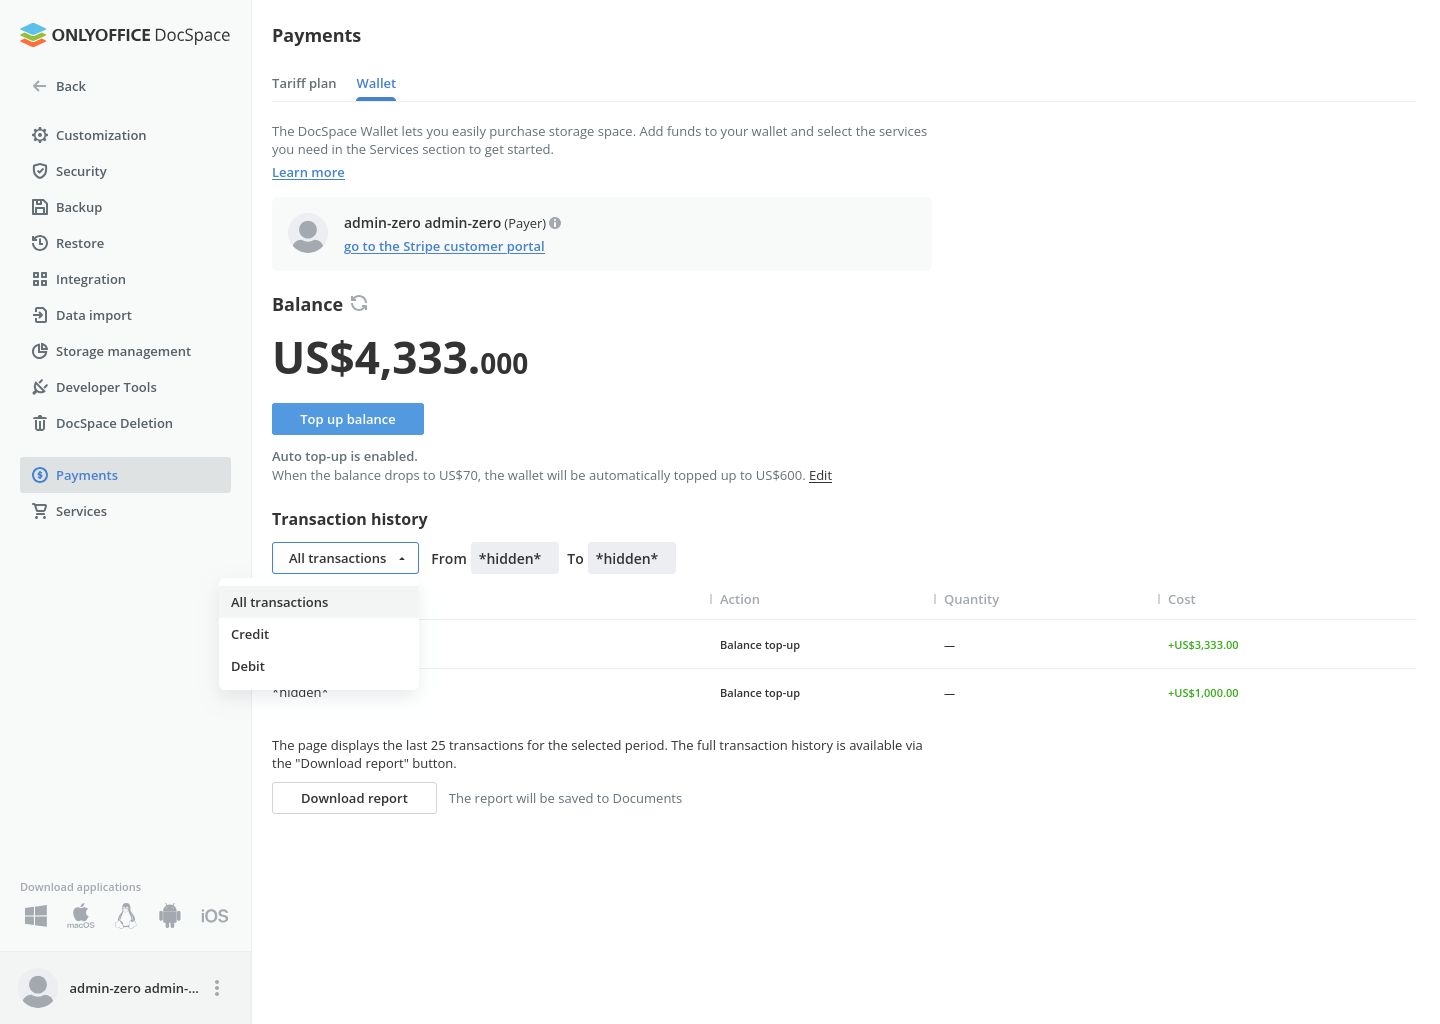 ONLYOFFICE DocSpace
Back
Customization
Security
Backup
Restore
Integration
Data import
Storage management
Developer Tools
DocSpace Deletion
Payments
Services
Download applications
macOS
iOS
admin-zero admin-...
Payments
Tariff plan Wallet
The DocSpace Wallet lets you easily purchase storage space. Add funds to your wallet and select the services
you need in the Services section to get started.
Learn more
admin-zero admin-zero (Payer)
go to the Stripe customer portal
Balance
US$4,333.000
Top up balance
Auto top-up is enabled.
When the balance drops to US$70, the wallet will be automatically topped up to US$600. Edit
Transaction history
All transactions From *hidden* To *hidden*
All transactions
Credit
Debit
Action Quantity Cost
Balance top-up — +US$3,333.00
*hidden* Balance top-up — +US$1,000.00
The page displays the last 25 transactions for the selected period. The full transaction history is available via
the "Download report" button.
Download report The report will be saved to Documents